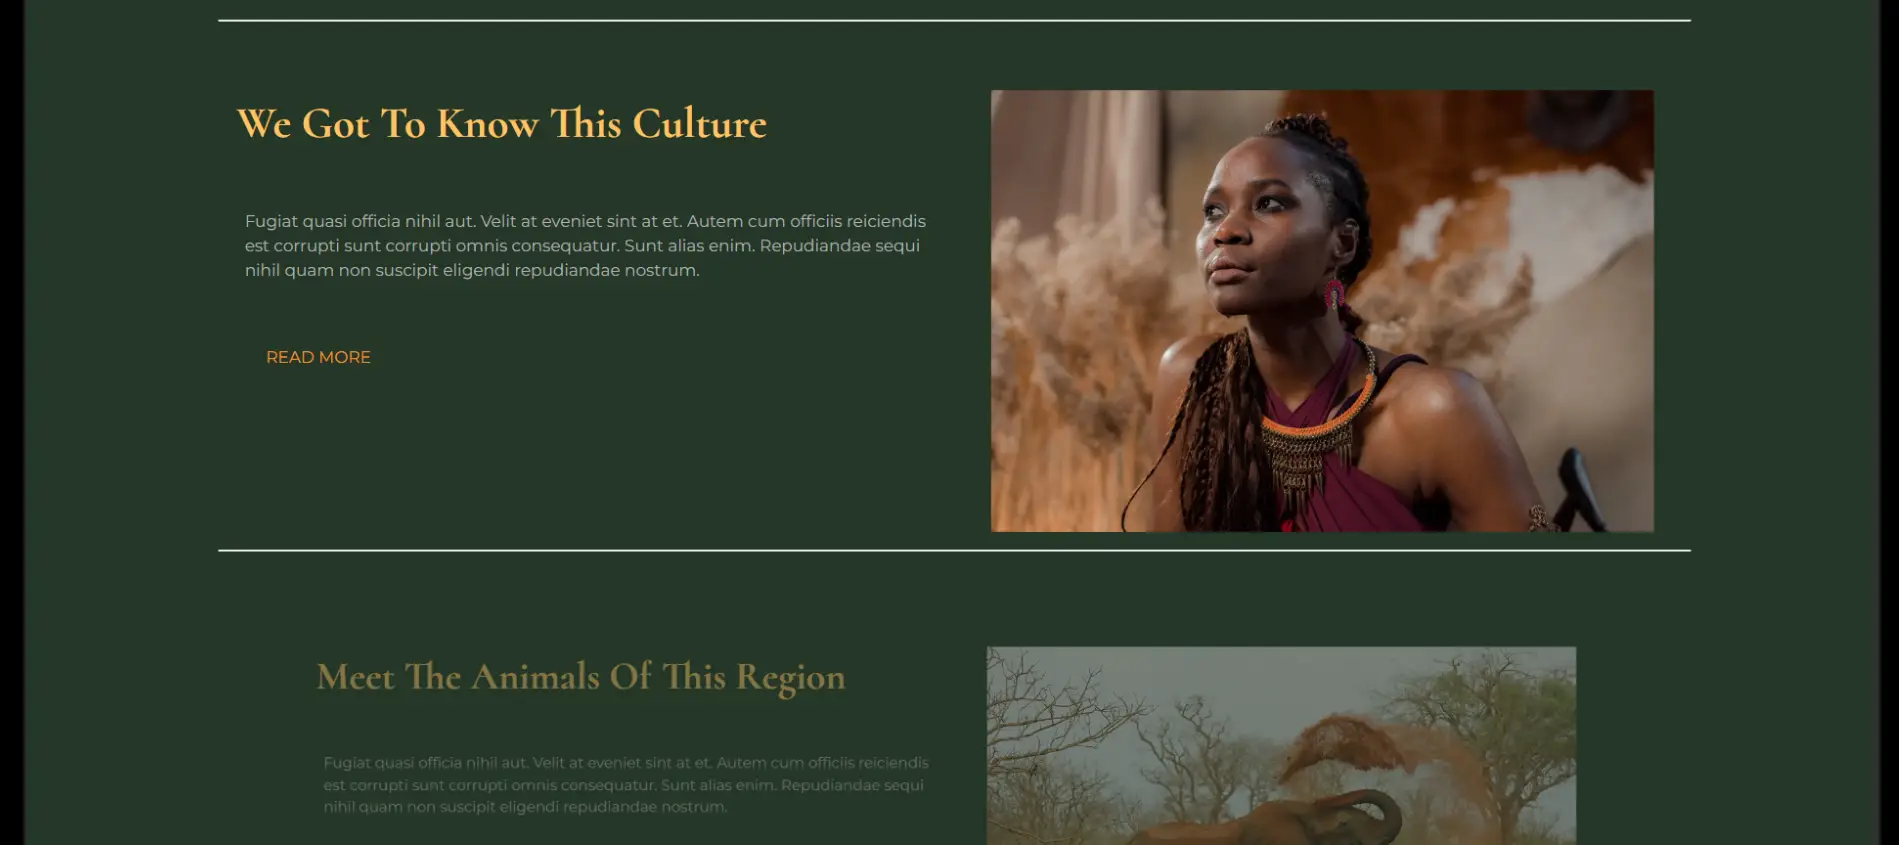 We Got To Know This Culture
Fugiat quasi officia nihil aut. Velit at eveniet sint at et. Autem cum officiis reiciendis
est corrupti sunt corrupti omnis consequatur. Sunt alias enim. Repudiandae sequi
nihil quam non suscipit eligendi repudiandae nostrum.
READ MORE
Meet The Animals Of This Region
Fugiat quasi officia nihil aut. Velit at eveniet sint at et. Autem cum officiis reiciendis
est corrupti sunt corrupti omnis consequatur. Sunt alias enim. Repudiandae sequi
nihil quam non suscipit eligendi repudiandae nostrum.